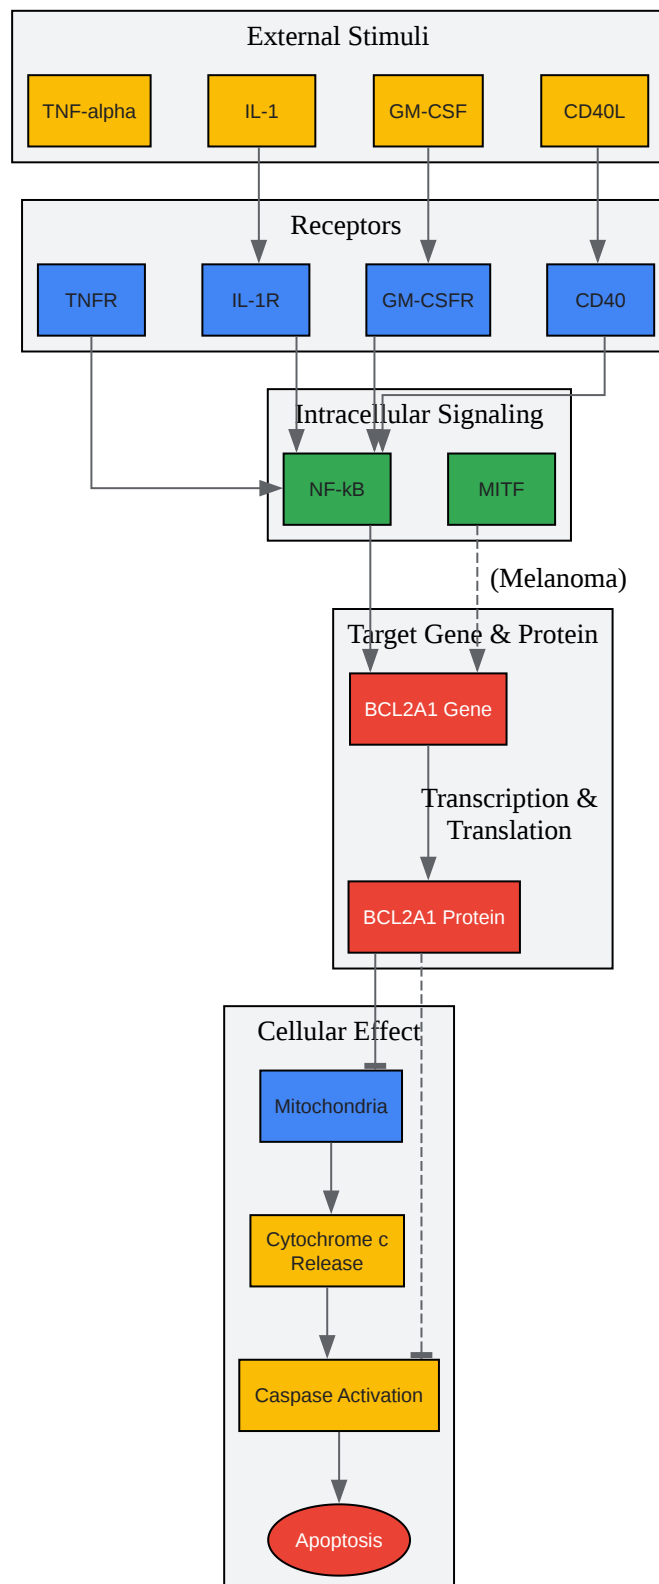 External Stimuli
TNF-alpha
IL-1
GM-CSF
CD40L
Receptors
TNFR
IL-1R
GM-CSFR
CD40
Intracellular Signaling
NF-kB
MITF
(Melanoma)
Target Gene & Protein
BCL2A1 Gene
Transcription &
Translation
BCL2A1 Protein
Cellular Effect
Mitochondria
Cytochrome c
Release
Caspase Activation
Apoptosis